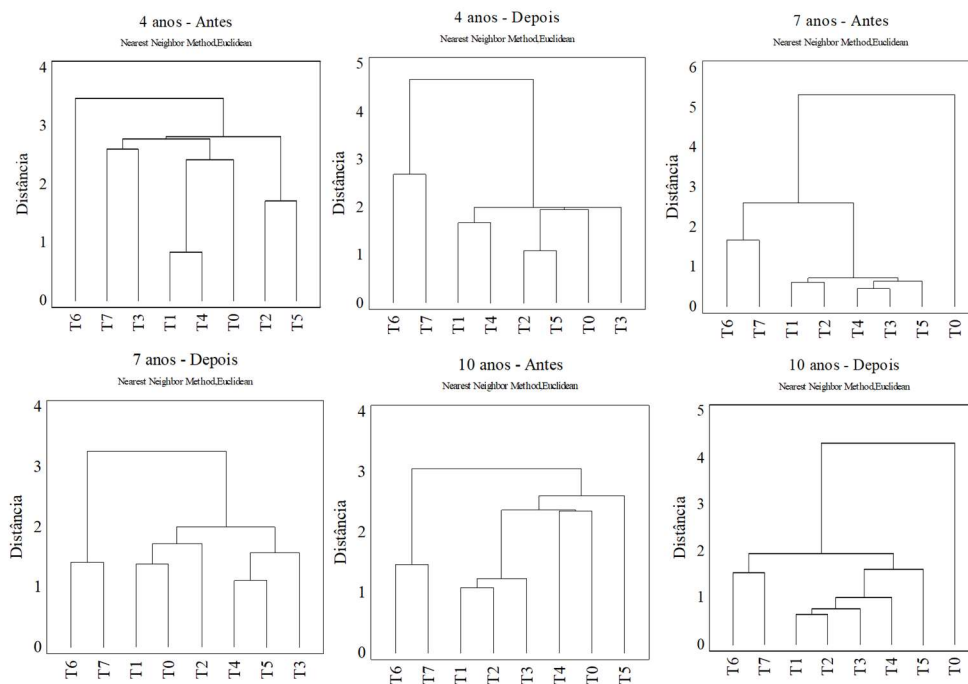 4 anos - Antes
Nearest Neighbor Method,Euclidean
4
3
2
1
0
Distância
T6 T7 T3 T1 T4 T0 T2 T5
4 anos - Depois
Nearest Neighbor Method,Euclidean
5
4
3
2
1
0
Distância
T6 T7 T1 T4 T2 T5 T0 T3
7 anos - Antes
Nearest Neighbor Method,Euclidean
6
5
4
3
2
1
0
Distância
T6 T7 T1 T2 T4 T3 T5 T0
7 anos - Depois
Nearest Neighbor Method,Euclidean
4
3
2
1
0
Distância
T6 T7 T1 T0 T2 T4 T5 T3
10 anos - Antes
Nearest Neighbor Method,Euclidean
4
3
2
1
0
Distância
T6 T7 T1 T2 T3 T4 T0 T5
10 anos - Depois
Nearest Neighbor Method,Euclidean
5
4
3
2
1
0
Distância
T6 T7 T1 T2 T3 T4 T5 T0